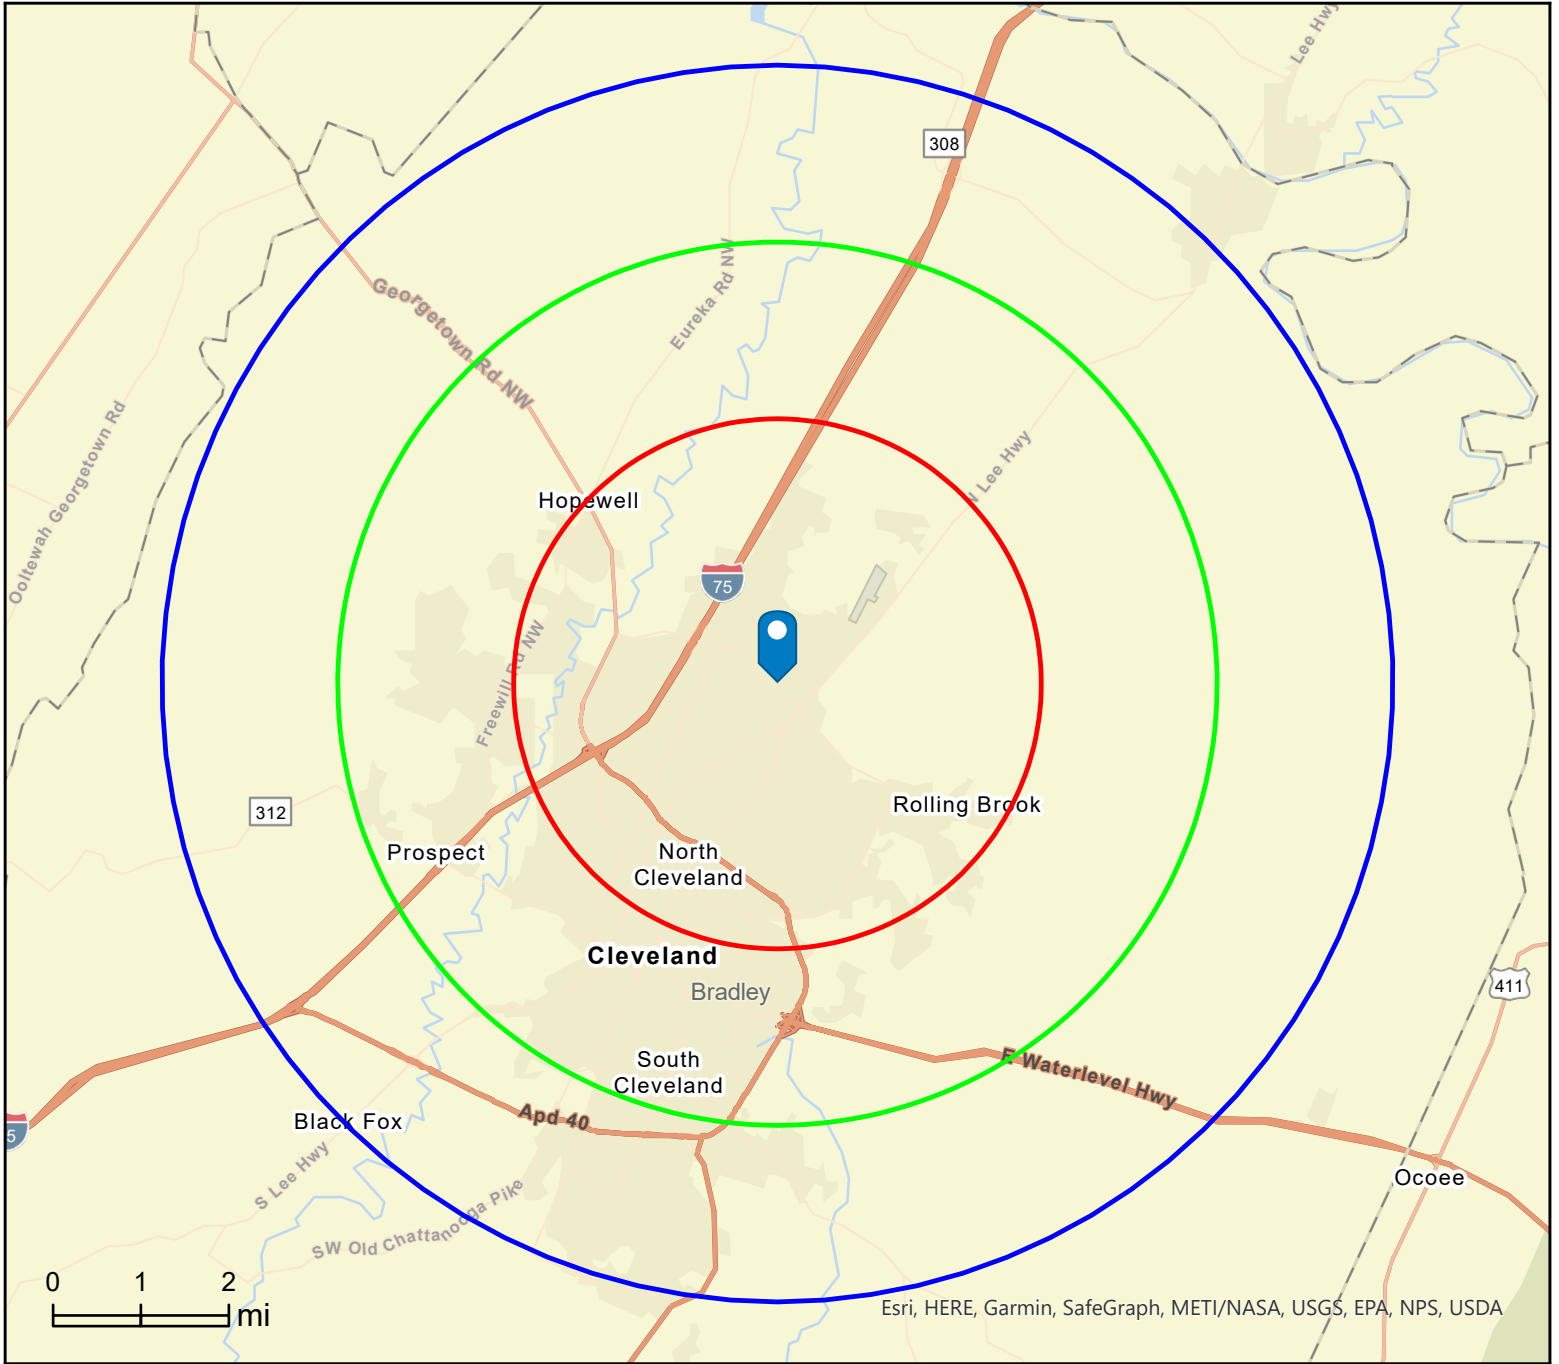 Lee Hwy
308
Eureka Rd NW
Georgetown Rd NW
Ooltewah Georgetown Rd
N Lee Hwy
Hopewell
75
Freewill Rd NW
312
Rolling Brook
Prospect
North
Cleveland
Cleveland
Bradley
411
South
Cleveland
E Waterlevel Hwy
Apd 40
Black Fox
5
S Lee Hwy
Ocoee
SW Old Chattanooga Pike
0 1 2
mi
Esri, HERE, Garmin, SafeGraph, METI/NASA, USGS, EPA, NPS, USDA